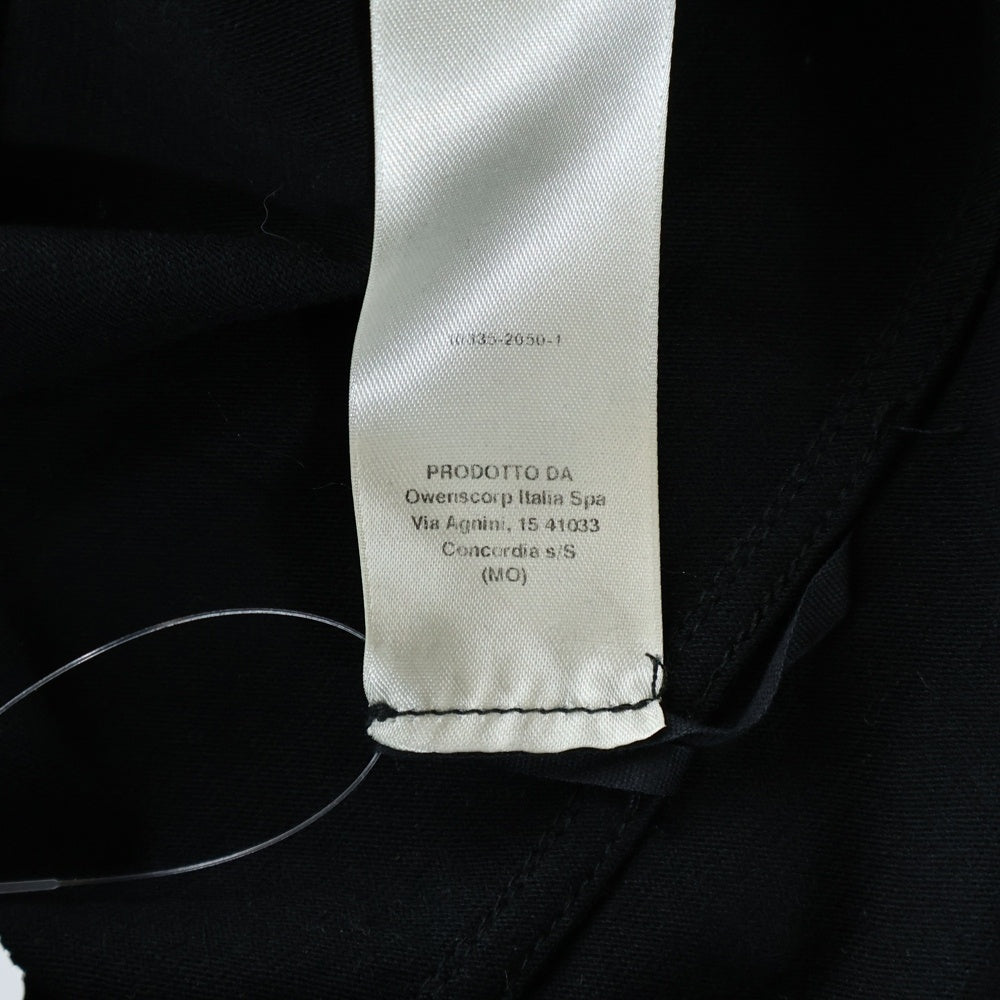 PRODOTTO DA
Owenscorp Italia Spa
Via Agnini, 15 41033
Concordia s/S
(MO)